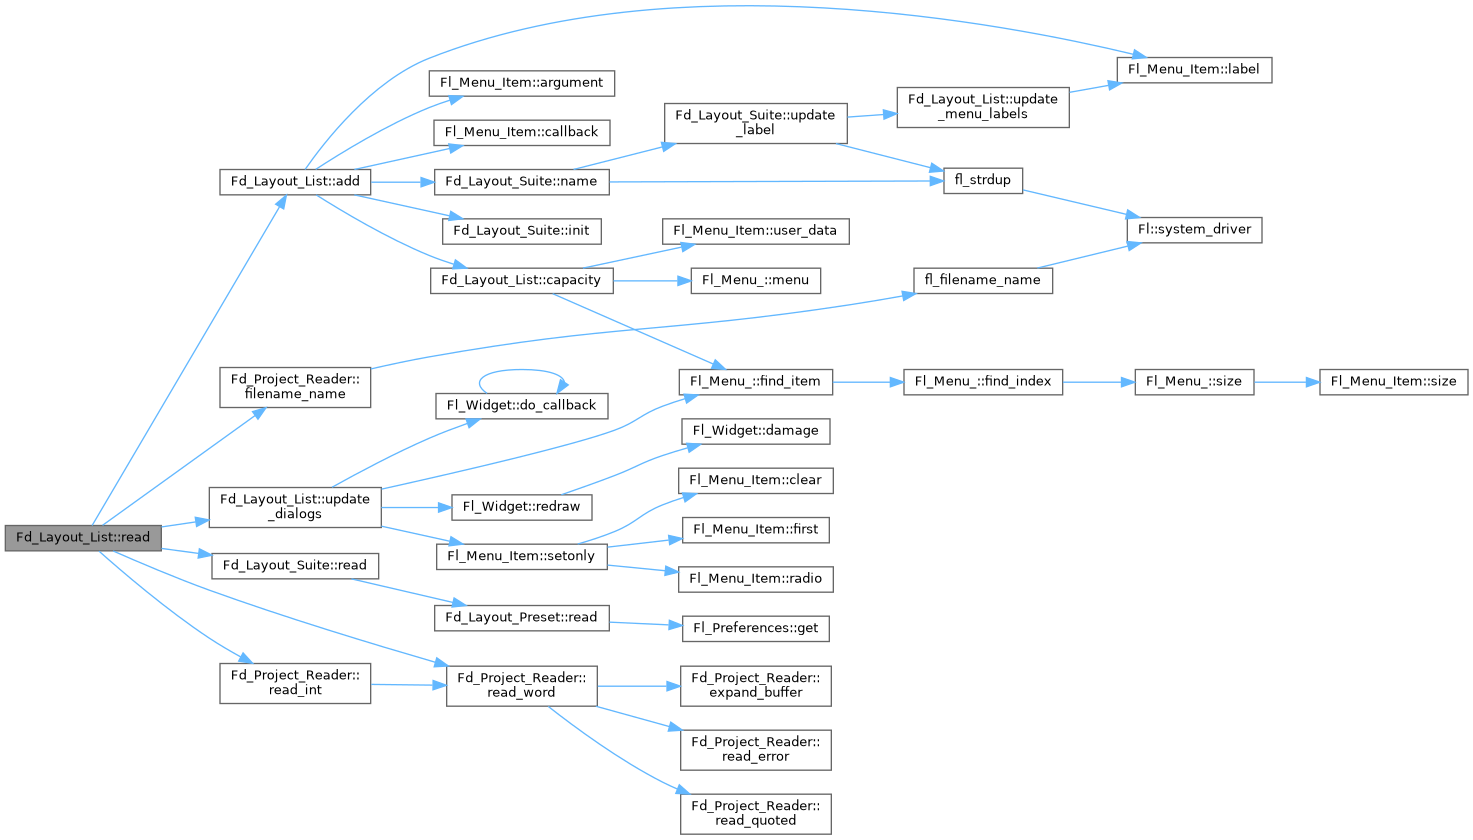 Fd_Layout_List::read
Fd_Layout_List::add
Fl_Menu_Item::argument
Fl_Menu_Item::callback
Fd_Layout_Suite::name
Fd_Layout_Suite::init
Fd_Layout_List::capacity
Fd_Layout_Suite::update
_label
Fd_Layout_List::update
_menu_labels
Fl_Menu_Item::label
fl_strdup
Fl::system_driver
Fl_Menu_Item::user_data
Fl_Menu_::menu
fl_filename_name
Fd_Project_Reader::
filename_name
Fl_Menu_::find_item
Fl_Menu_::find_index
Fl_Menu_::size
Fl_Menu_Item::size
Fl_Widget::do_callback
Fl_Widget::damage
Fd_Layout_List::update
_dialogs
Fl_Widget::redraw
Fl_Menu_Item::clear
Fl_Menu_Item::setonly
Fl_Menu_Item::first
Fl_Menu_Item::radio
Fd_Layout_Suite::read
Fd_Layout_Preset::read
Fl_Preferences::get
Fd_Project_Reader::
read_int
Fd_Project_Reader::
read_word
Fd_Project_Reader::
expand_buffer
Fd_Project_Reader::
read_error
Fd_Project_Reader::
read_quoted